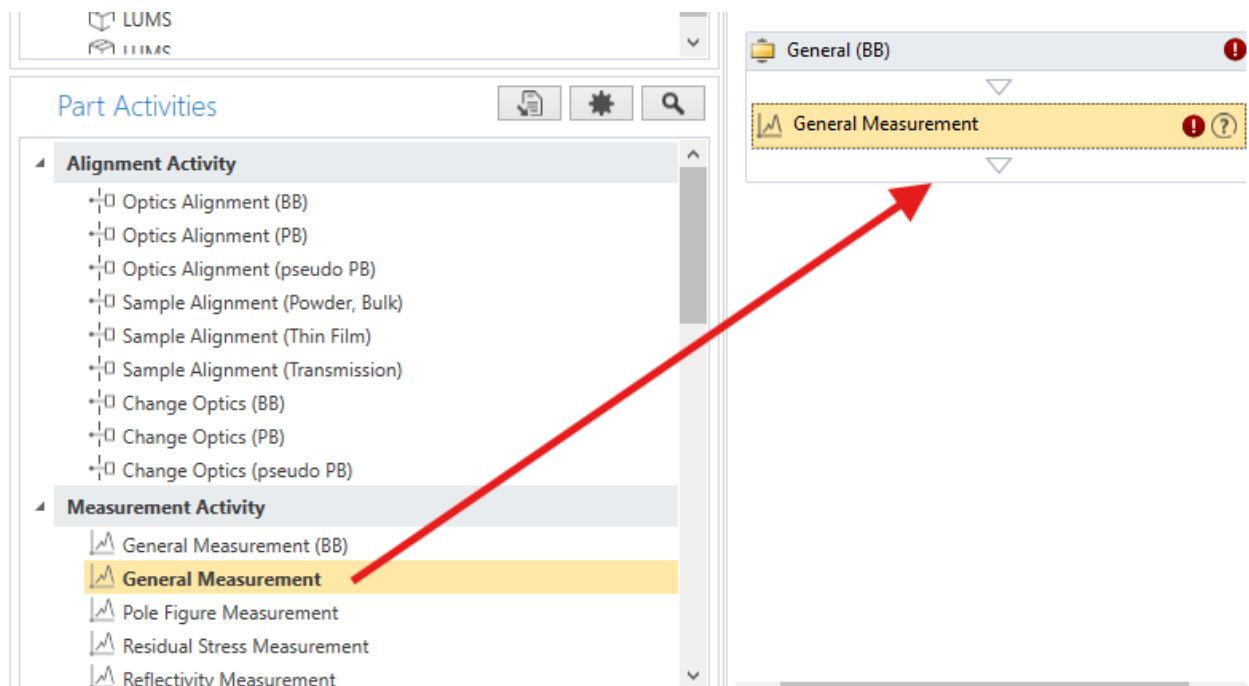 LUMS
LUMS
Part Activities
Alignment Activity
Optics Alignment (BB)
Optics Alignment (PB)
Optics Alignment (pseudo PB)
Sample Alignment (Powder, Bulk)
Sample Alignment (Thin Film)
Sample Alignment (Transmission)
Change Optics (BB)
Change Optics (PB)
Change Optics (pseudo PB)
Measurement Activity
General Measurement (BB)
General Measurement
Pole Figure Measurement
Residual Stress Measurement
Reflectivity Measurement
General (BB)
General Measurement